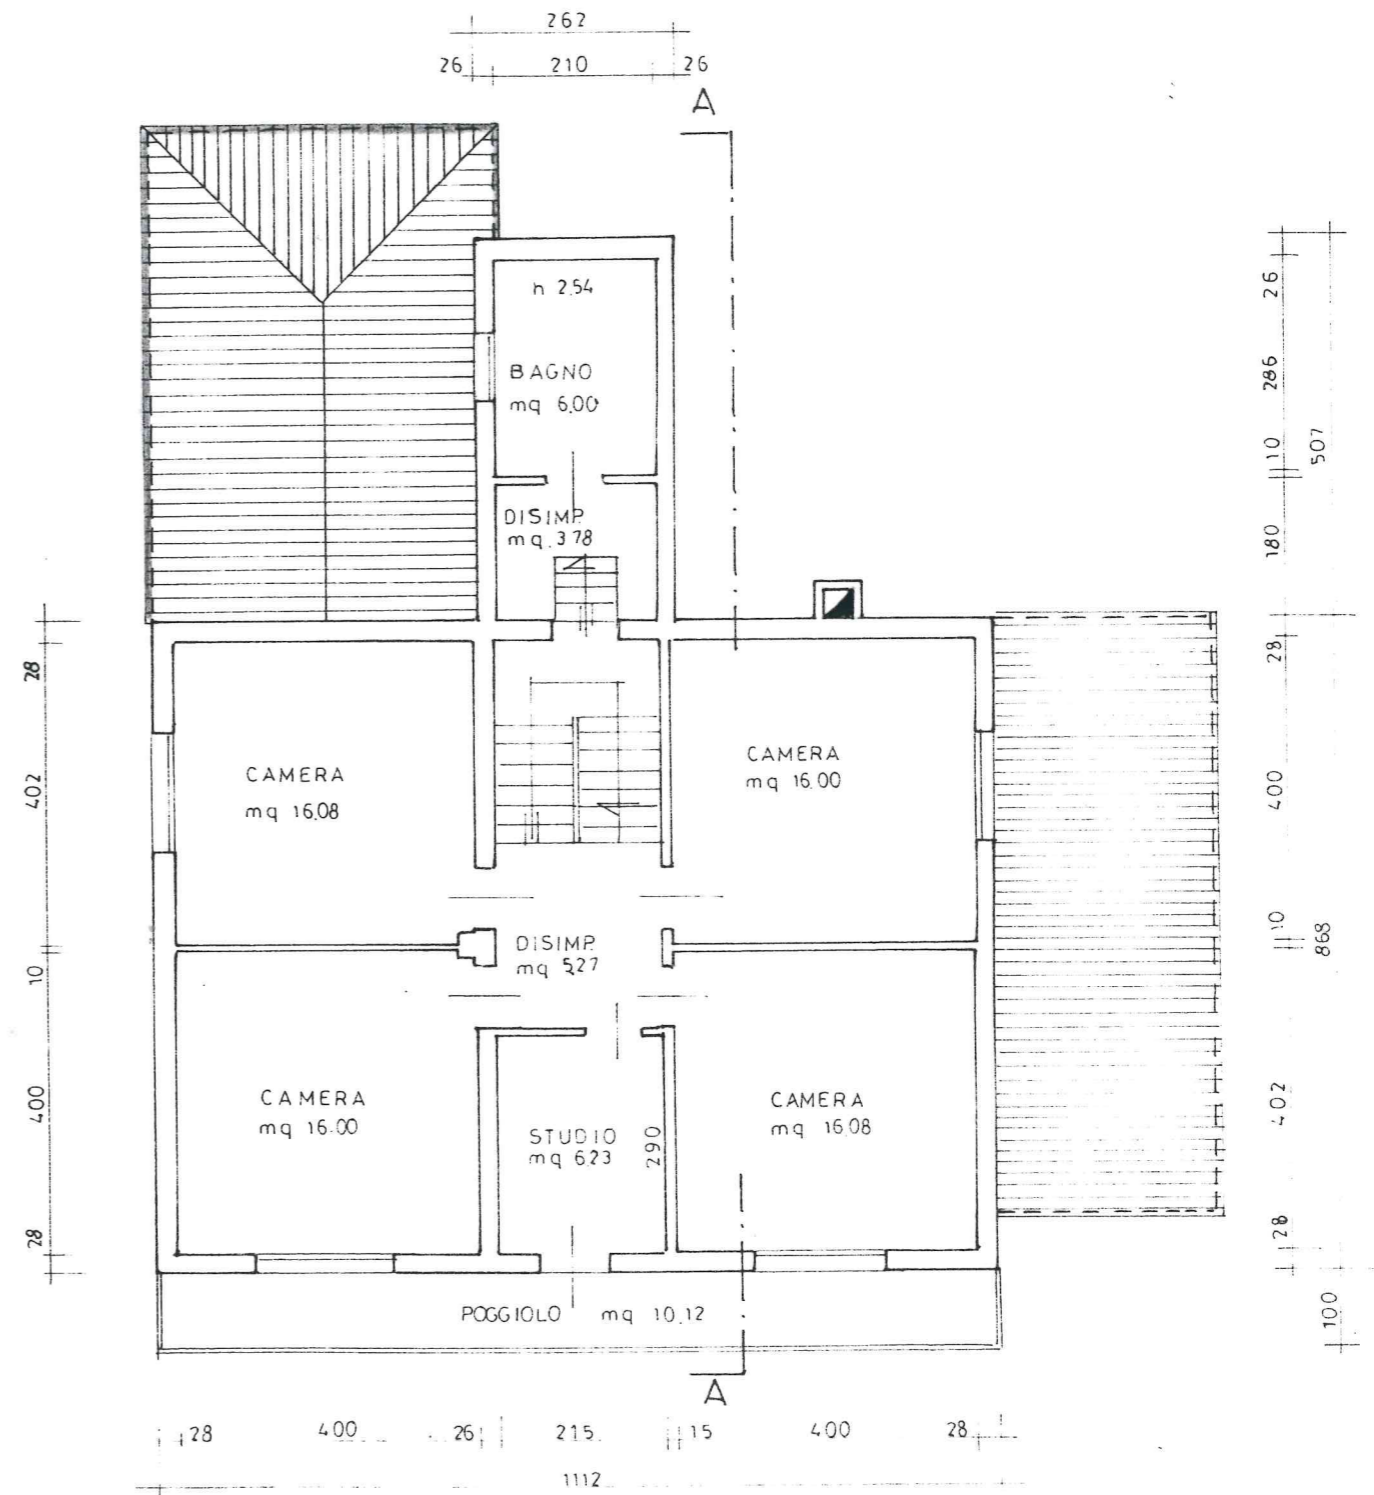 262
26 210 26
A
h 2.54
BAGNO
mq 6.00
DISIMP.
mq. 3.78
26
286
10
507
180
28
402
10
400
28
CAMERA
mq 16.08
CAMERA
mq 16.00
DISIMP.
mq 5.27
CAMERA
mq 16.00
STUDIO
mq 6.23
290
CAMERA
mq 16.08
28
400
10
868
402
28
100
POGGIOLO mq 10.12
A
28 400 26 215 15 400 28
1112